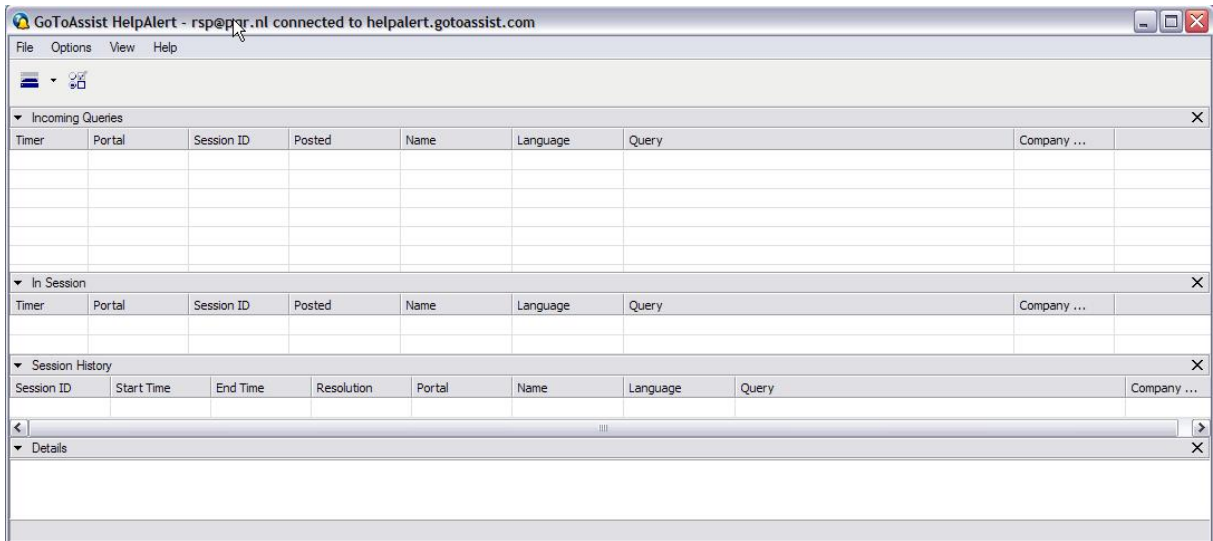 GoToAssist HelpAlert - rsp@pqr.nl connected to helpalert.gotoassist.com
File Options View Help
Incoming Queries
Timer Portal Session ID Posted Name Language Query Company ...
In Session
Timer Portal Session ID Posted Name Language Query Company ...
Session History
Session ID Start Time End Time Resolution Portal Name Language Query Company ...
Details